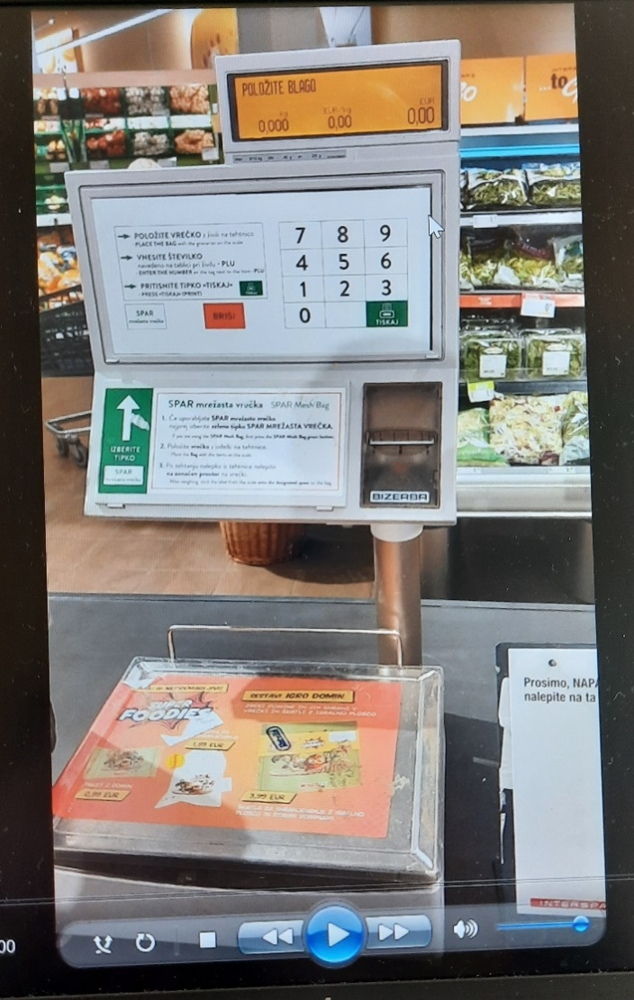 POLOŽITE BLAGO
kg EUR/kg EUR
0,000 0,00 0,00
to
...
POLOŽITE VREČKO z živili na tehtnico
- PLACE THE BAG with the groceries on the scale
VNESITE ŠTEVILKO
navedeno na tablici pri živilu - PLU
- ENTER THE NUMBER on the tag next to the item - PLU
PRITISNITE TIPKO »TISKAJ«
- PRESS »TISKAJ« (PRINT)
7 8 9
4 5 6
1 2 3
0
TISKAJ
SPAR
mrežasta vrečka
BRIŠI
IZBERITE
TIPKO
SPAR
mrežasta vrečka
SPAR mrežasta vrečka SPAR Mesh Bag
1. Če uporabljate SPAR mrežasto vrečko
najprej izberite zeleno tipko SPAR MREŽASTA VREČKA.
If you are using the SPAR Mesh Bag, first press the SPAR Mesh Bag green button.
2. Položite vrečko z izdelki na tehtnico.
Place the Bag with the items on the scale.
3. Po tehtanju nalepko iz tehtnice nalepite
na označen prostor na vrečki.
After weighing, stick the label from the scale onto the designated space on the bag.
BIZERBA
SUPER
FOODIES
SESTAVI IGRO DOMIN
1,99 EUR
0,99 EUR
3,99 EUR
Prosimo, NAPA
nalepite na ta
INTERSPA
00